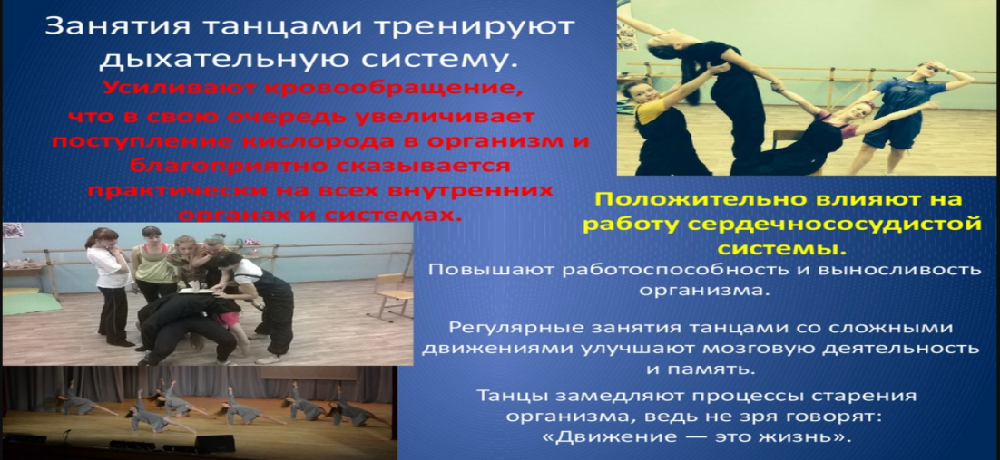 Занятия танцами тренируют
дыхательную систему.
Усиливают кровообращение,
что в свою очередь увеличивает
поступление кислорода в организм и
благоприятно сказывается
практически на всех внутренних
органах и системах.
Положительно влияют на
работу сердечнососудистой
системы.
Повышают работоспособность и выносливость
организма.
Регулярные занятия танцами со сложными
движениями улучшают мозговую деятельность
и память.
Танцы замедляют процессы старения
организма, ведь не зря говорят:
«Движение — это жизнь».